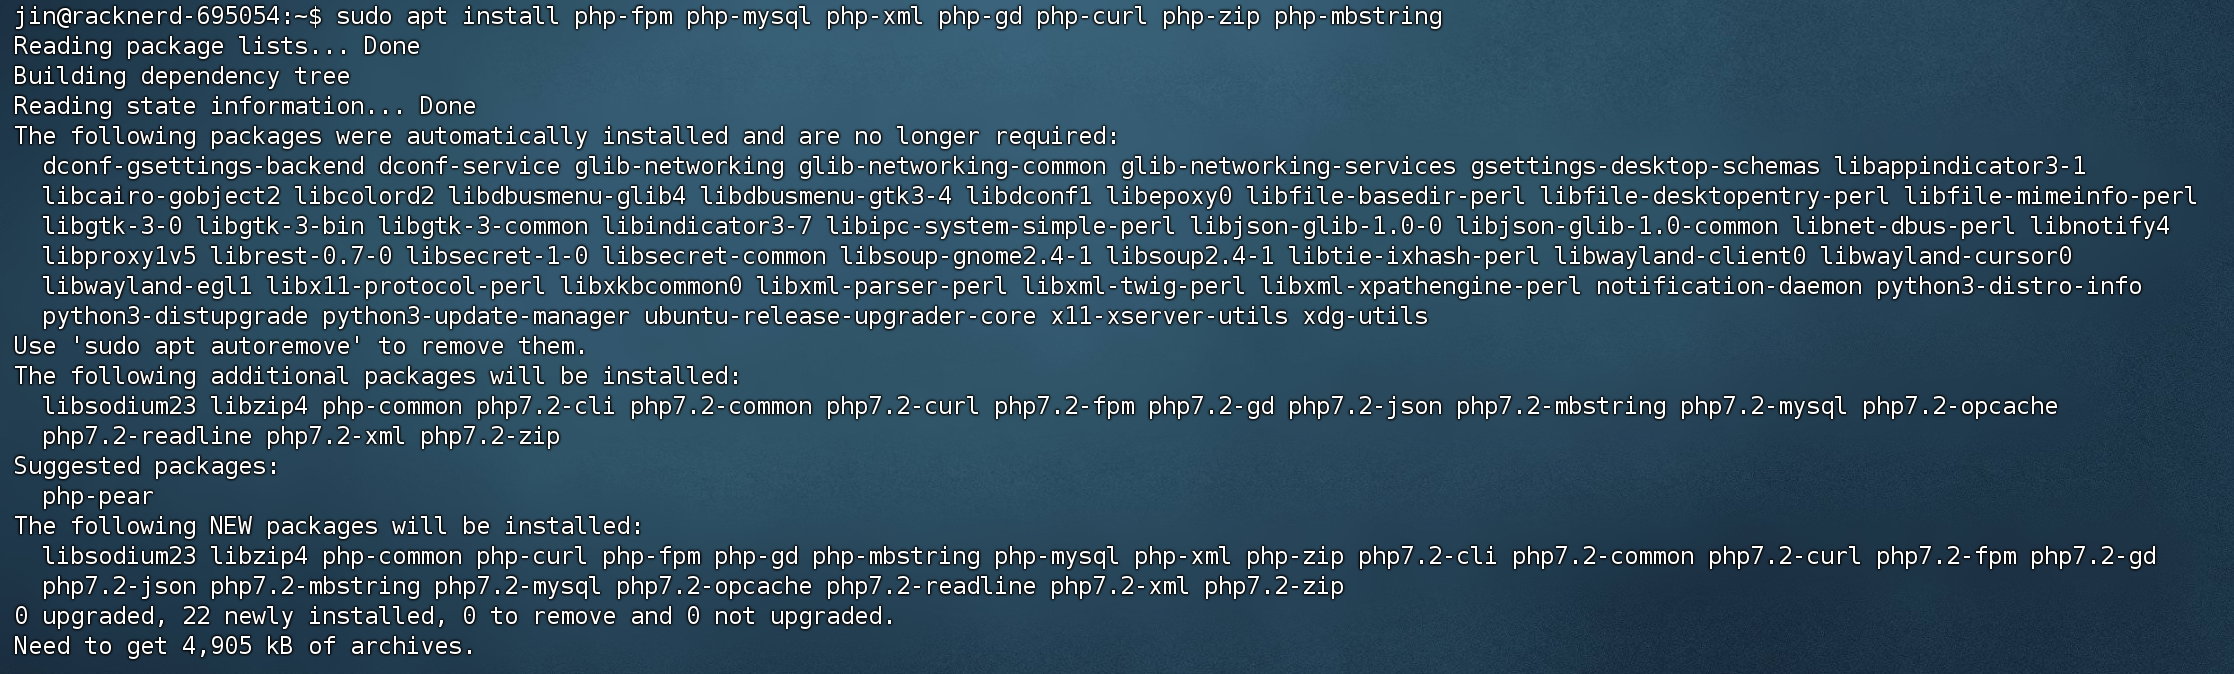 jin@racknerd-695054:~$ sudo apt install php-fpm php-mysql php-xml php-gd php-curl php-zip php-mbstring
Reading package lists... Done
Building dependency tree
Reading state information... Done
The following packages were automatically installed and are no longer required:
  dconf-gsettings-backend dconf-service glib-networking glib-networking-common glib-networking-services gsettings-desktop-schemas libappindicator3-1
  libcairo-gobject2 libcolord2 libdbusmenu-glib4 libdbusmenu-gtk3-4 libdconf1 libepoxy0 libfile-basedir-perl libfile-desktopentry-perl libfile-mimeinfo-perl
  libgtk-3-0 libgtk-3-bin libgtk-3-common libindicator3-7 libipc-system-simple-perl libjson-glib-1.0-0 libjson-glib-1.0-common libnet-dbus-perl libnotify4
  libproxy1v5 librest-0.7-0 libsecret-1-0 libsecret-common libsoup-gnome2.4-1 libsoup2.4-1 libtie-ixhash-perl libwayland-client0 libwayland-cursor0
  libwayland-egl1 libx11-protocol-perl libxkbcommon0 libxml-parser-perl libxml-twig-perl libxml-xpathengine-perl notification-daemon python3-distro-info
  python3-distupgrade python3-update-manager ubuntu-release-upgrader-core x11-xserver-utils xdg-utils
Use 'sudo apt autoremove' to remove them.
The following additional packages will be installed:
  libsodium23 libzip4 php-common php7.2-cli php7.2-common php7.2-curl php7.2-fpm php7.2-gd php7.2-json php7.2-mbstring php7.2-mysql php7.2-opcache
  php7.2-readline php7.2-xml php7.2-zip
Suggested packages:
  php-pear
The following NEW packages will be installed:
  libsodium23 libzip4 php-common php-curl php-fpm php-gd php-mbstring php-mysql php-xml php-zip php7.2-cli php7.2-common php7.2-curl php7.2-fpm php7.2-gd
  php7.2-json php7.2-mbstring php7.2-mysql php7.2-opcache php7.2-readline php7.2-xml php7.2-zip
0 upgraded, 22 newly installed, 0 to remove and 0 not upgraded.
Need to get 4,905 kB of archives.